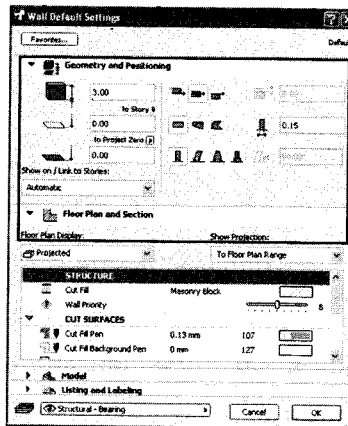 Wall Default Settings
Favorites...
Defau
Geometry and Positioning
3.00
to Story
0.00
0.15
to Project Zero
0.00
Show on / Link to Stories:
Automatic
Floor Plan and Section
Floor Plan Display:
Show Projection:
Projected
To Floor Plan Range
STRUCTURE
Cut Fill
Masonry Block
Wall Priority
8
CUT SURFACES
Cut Fill Pen
0.13 mm
107
Cut Fill Background Pen
0 mm
127
Model
Listing and Labeling
Structural - Bearing
Cancel
OK